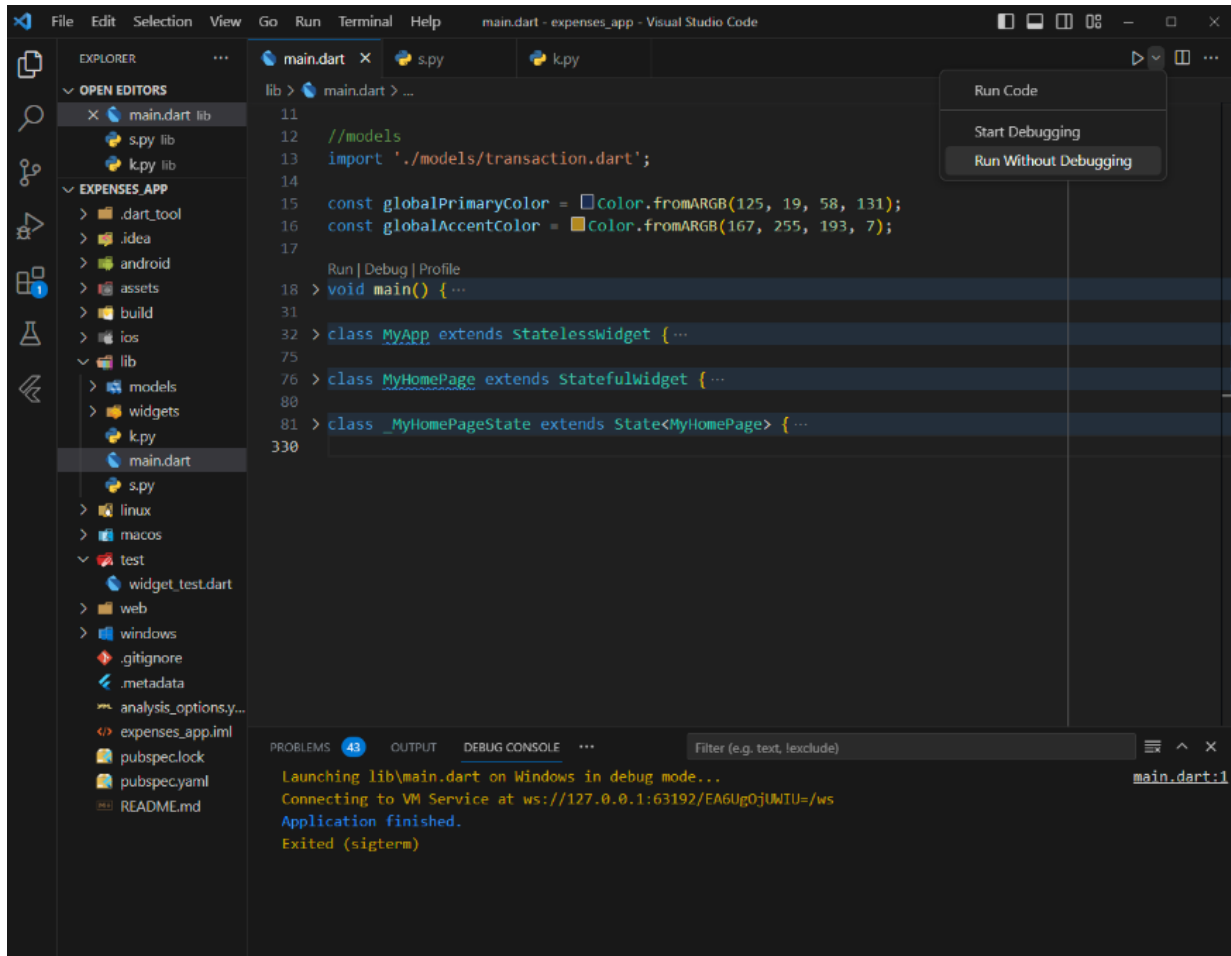 File Edit Selection View Go Run Terminal Help main.dart - expenses_app - Visual Studio Code
EXPLORER
OPEN EDITORS
main.dart lib
s.py lib
k.py lib
EXPENSES_APP
.dart_tool
.idea
android
assets
build
ios
lib
models
widgets
k.py
main.dart
s.py
linux
macos
test
widget_test.dart
web
windows
.gitignore
.metadata
analysis_options.y...
expenses_app.iml
pubspec.lock
pubspec.yaml
README.md
1
main.dart s.py k.py
lib > main.dart > ...
Run Code
Start Debugging
Run Without Debugging
11
12 //models
13 import './models/transaction.dart';
14
15 const globalPrimaryColor = Color.fromARGB(125, 19, 58, 131);
16 const globalAccentColor = Color.fromARGB(167, 255, 193, 7);
17
Run | Debug | Profile
18 > void main() { ...
31
32 > class MyApp extends StatelessWidget { ...
75
76 > class MyHomePage extends StatefulWidget { ...
80
81 > class _MyHomePageState extends State<MyHomePage> { ...
330
PROBLEMS 43 OUTPUT DEBUG CONSOLE ... Filter (e.g. text, !exclude)
Launching lib\main.dart on Windows in debug mode... main.dart:1
Connecting to VM Service at ws://127.0.0.1:63192/EA6UgOjUWIU=/ws
Application finished.
Exited (sigterm)